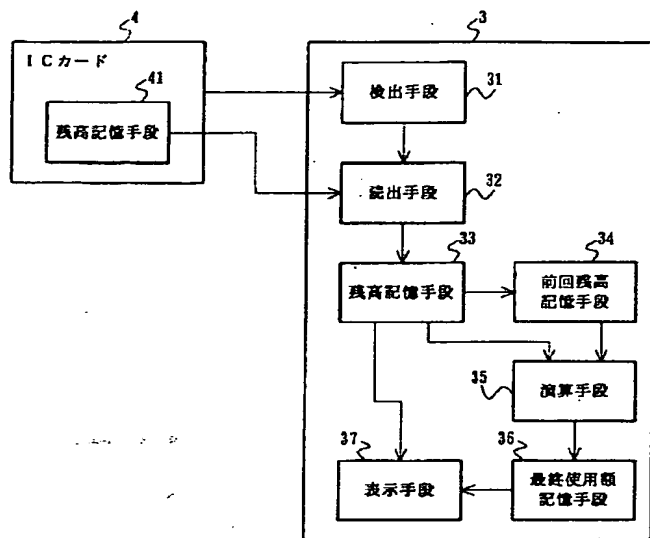 4
ICカード
41
残高記憶手段
3
検出手段
31
読出手段
32
33
残高記憶手段
34
前回残高
記憶手段
35
演算手段
37
表示手段
36
最終使用額
記憶手段